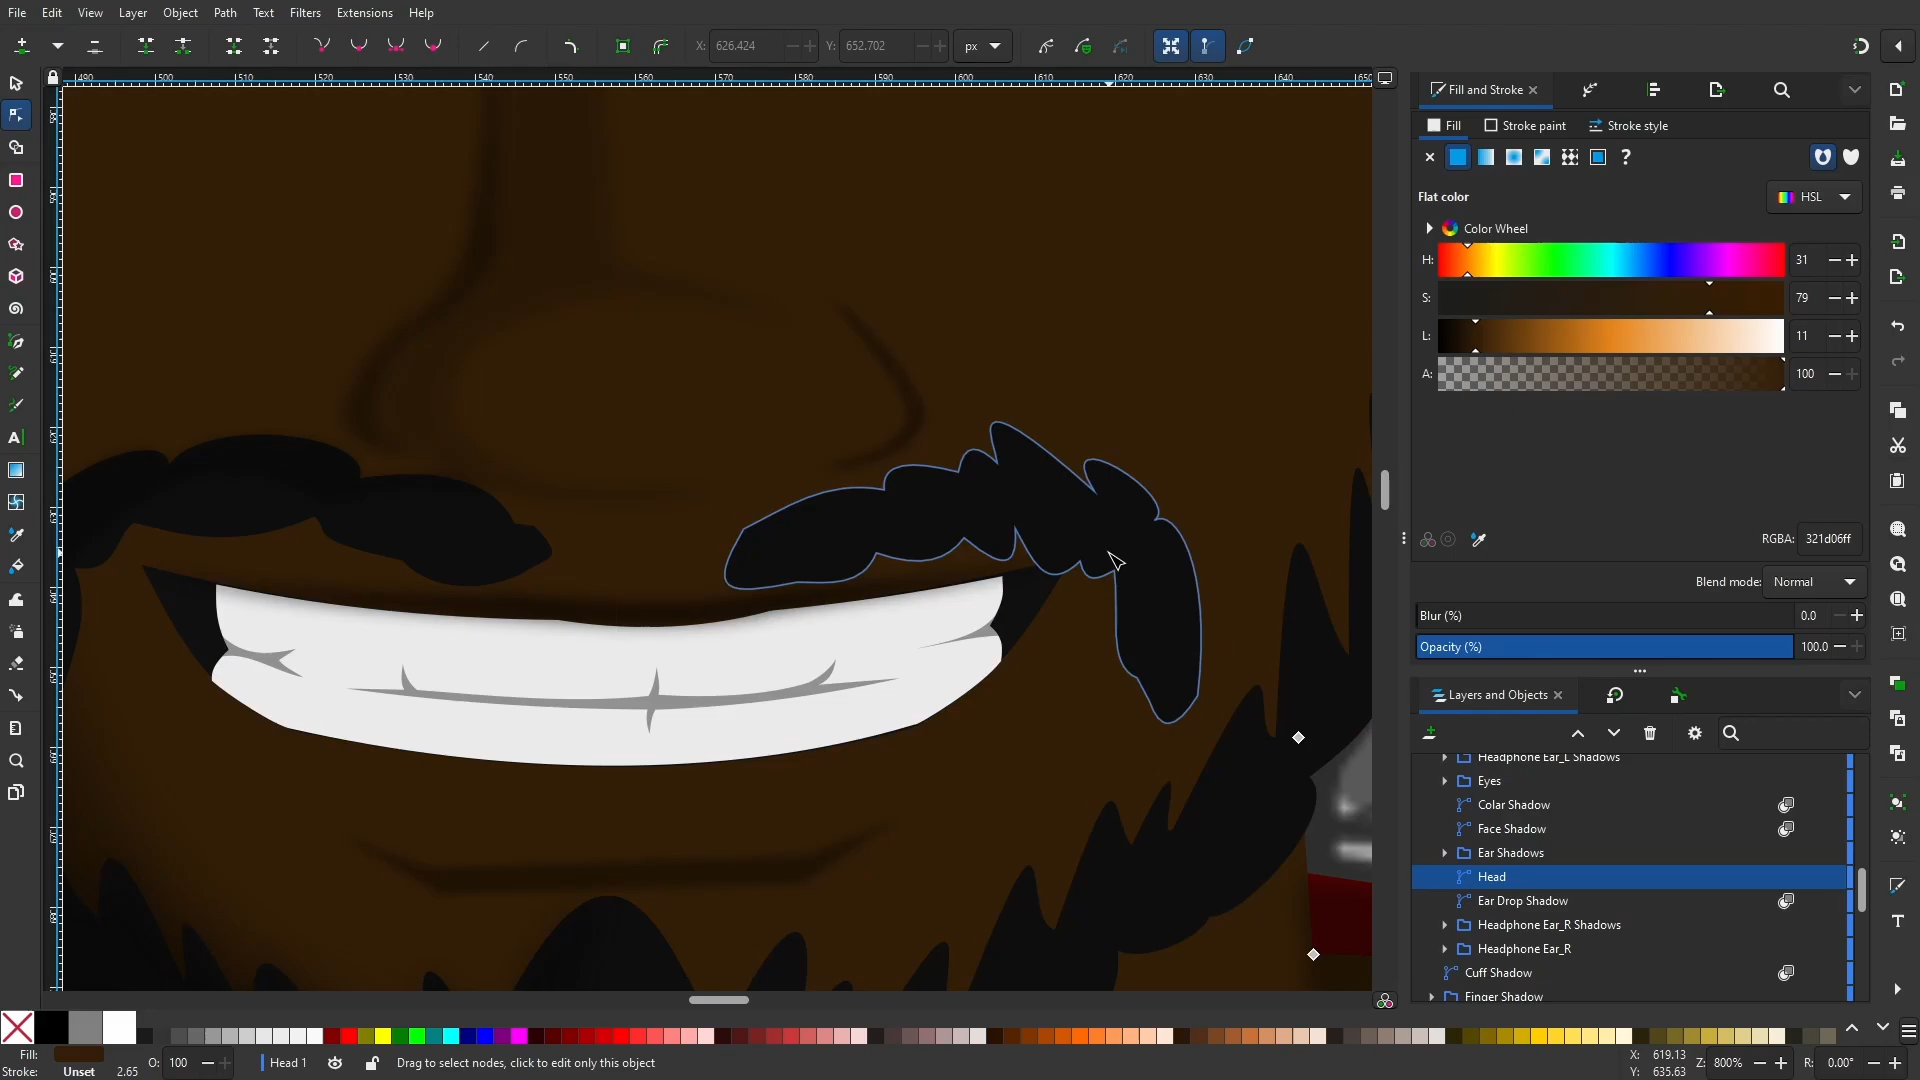 File Edit View Layer Object Path Text Filters Extensions Help
X: 626.424 Y: 652.702 px
Fill and Stroke
Fill Stroke paint Stroke style
Flat color HSL
Color Wheel
H: 31
S: 79
L: 11
A: 100
RGBA: 321d06ff
Blend mode: Normal
Blur (%) 0.0
Opacity (%) 100.0
Layers and Objects
Headphone Ear_L Shadows
Eyes
Colar Shadow
Face Shadow
Ear Shadows
Head
Ear Drop Shadow
Headphone Ear_R Shadows
Headphone Ear_R
Cuff Shadow
Finger Shadow
Fill: O: 100 Head 1 Drag to select nodes, click to edit only this object X: 619.13 Z: 800% R: 0.00°
Stroke: Unset 2.65 Y: 635.63